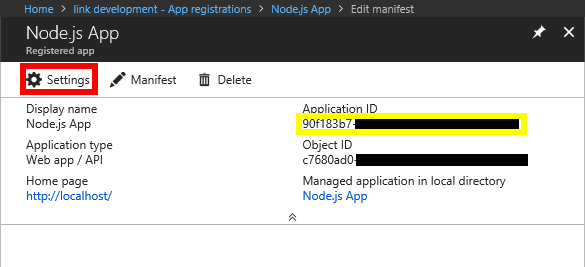 Home > link development - App registrations > Node.js App > Edit manifest
Node.js App
Registered app
Settings Manifest Delete
Display name
Node.js App
Application ID
90f183b7-
Application type
Web app / API
Object ID
c7680ad0-
Home page
http://localhost/
Managed application in local directory
Node.js App